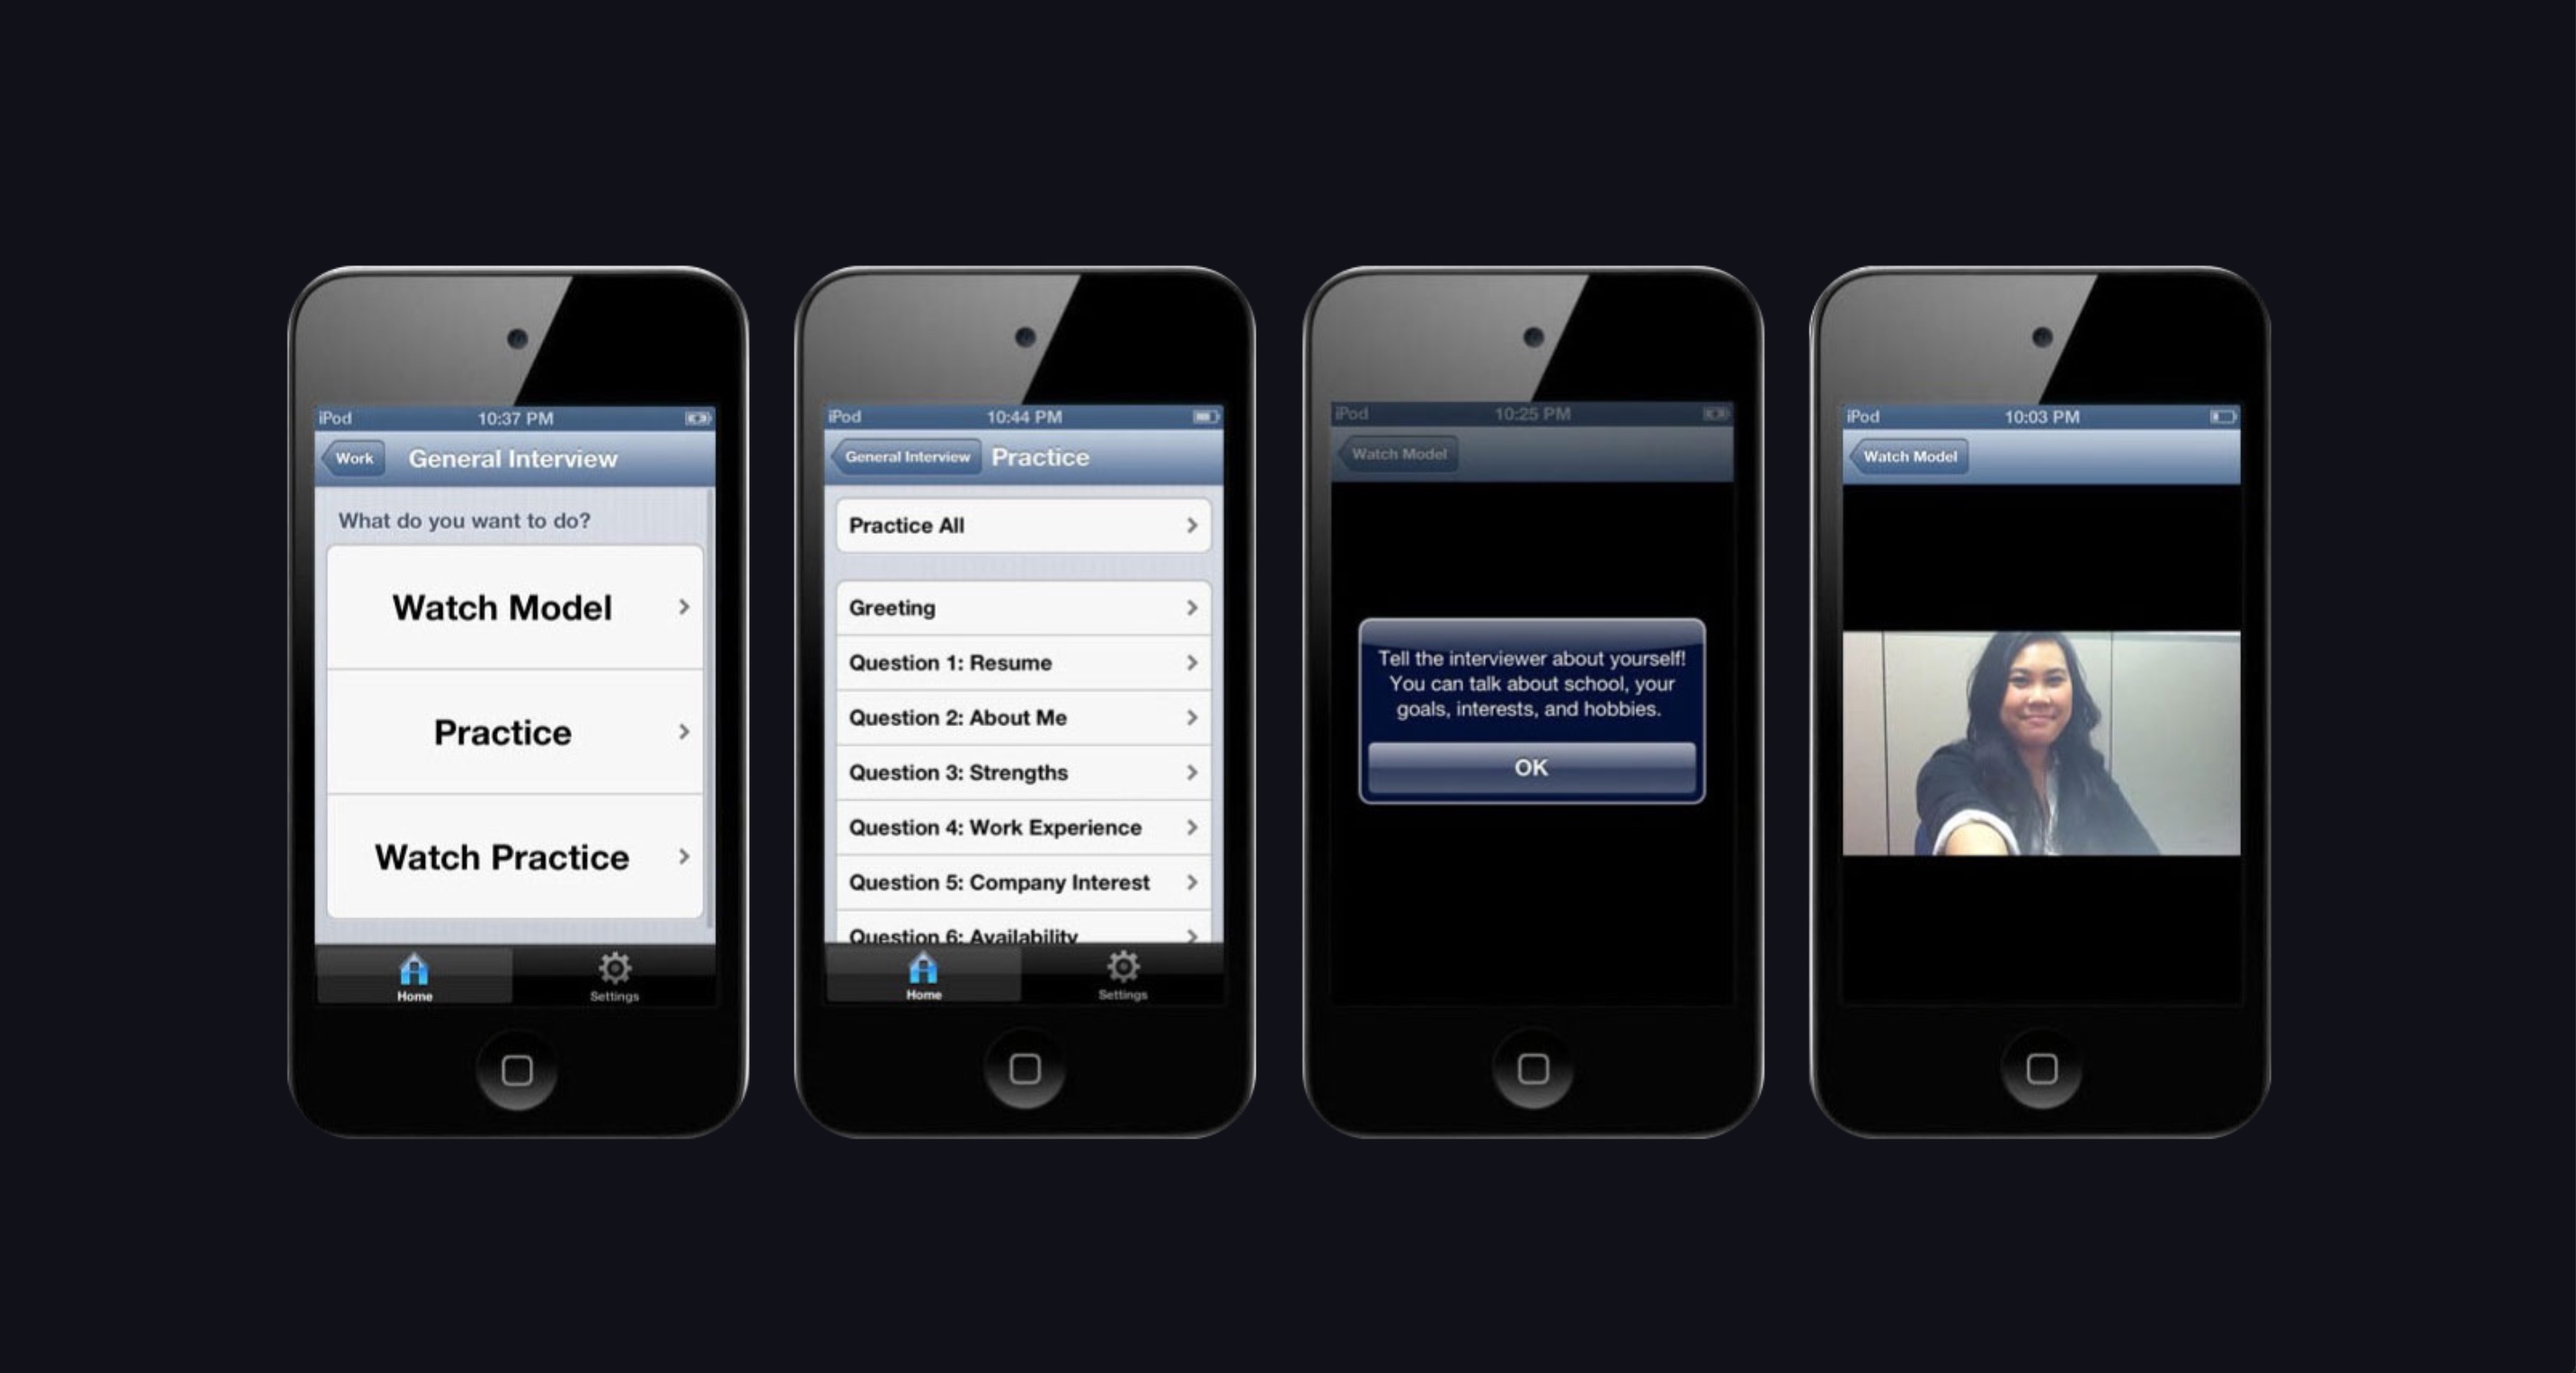 iPod 10:37 PM
Work General Interview
What do you want to do?
Watch Model
Practice
Watch Practice
Home Settings
iPod 10:44 PM
General Interview Practice
Practice All
Greeting
Question 1: Resume
Question 2: About Me
Question 3: Strengths
Question 4: Work Experience
Question 5: Company Interest
Question 6: Availability
Home Settings
iPod 10:25 PM
Watch Model
Tell the interviewer about yourself!
You can talk about school, your
goals, interests, and hobbies.
OK
iPod 10:03 PM
Watch Model